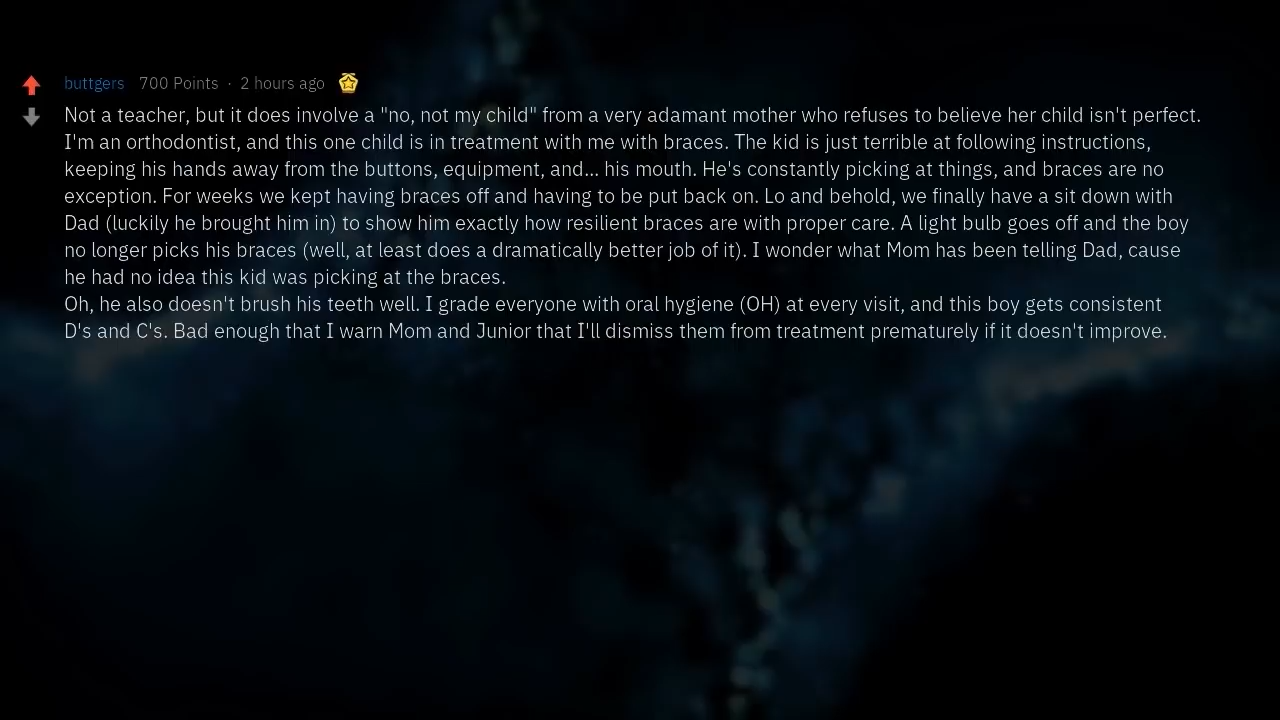 buttgers 700 Points · 2 hours ago
Not a teacher, but it does involve a "no, not my child" from a very adamant mother who refuses to believe her child isn't perfect.
I'm an orthodontist, and this one child is in treatment with me with braces. The kid is just terrible at following instructions,
keeping his hands away from the buttons, equipment, and... his mouth. He's constantly picking at things, and braces are no
exception. For weeks we kept having braces off and having to be put back on. Lo and behold, we finally have a sit down with
Dad (luckily he brought him in) to show him exactly how resilient braces are with proper care. A light bulb goes off and the boy
no longer picks his braces (well, at least does a dramatically better job of it). I wonder what Mom has been telling Dad, cause
he had no idea this kid was picking at the braces.
Oh, he also doesn't brush his teeth well. I grade everyone with oral hygiene (OH) at every visit, and this boy gets consistent
D's and C's. Bad enough that I warn Mom and Junior that I'll dismiss them from treatment prematurely if it doesn't improve.